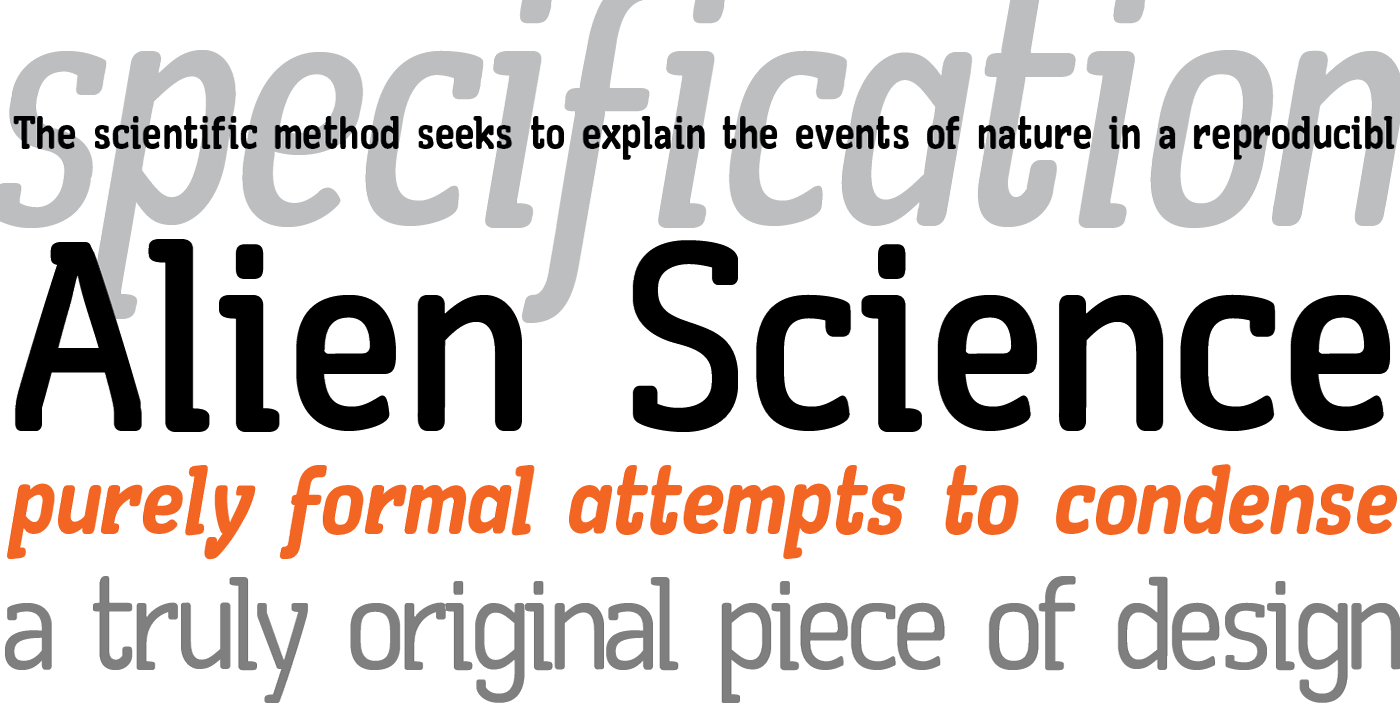 specification
The scientific method seeks to explain the events of nature in a reproducibl
Alien Science
purely formal attempts to condense
a truly original piece of design